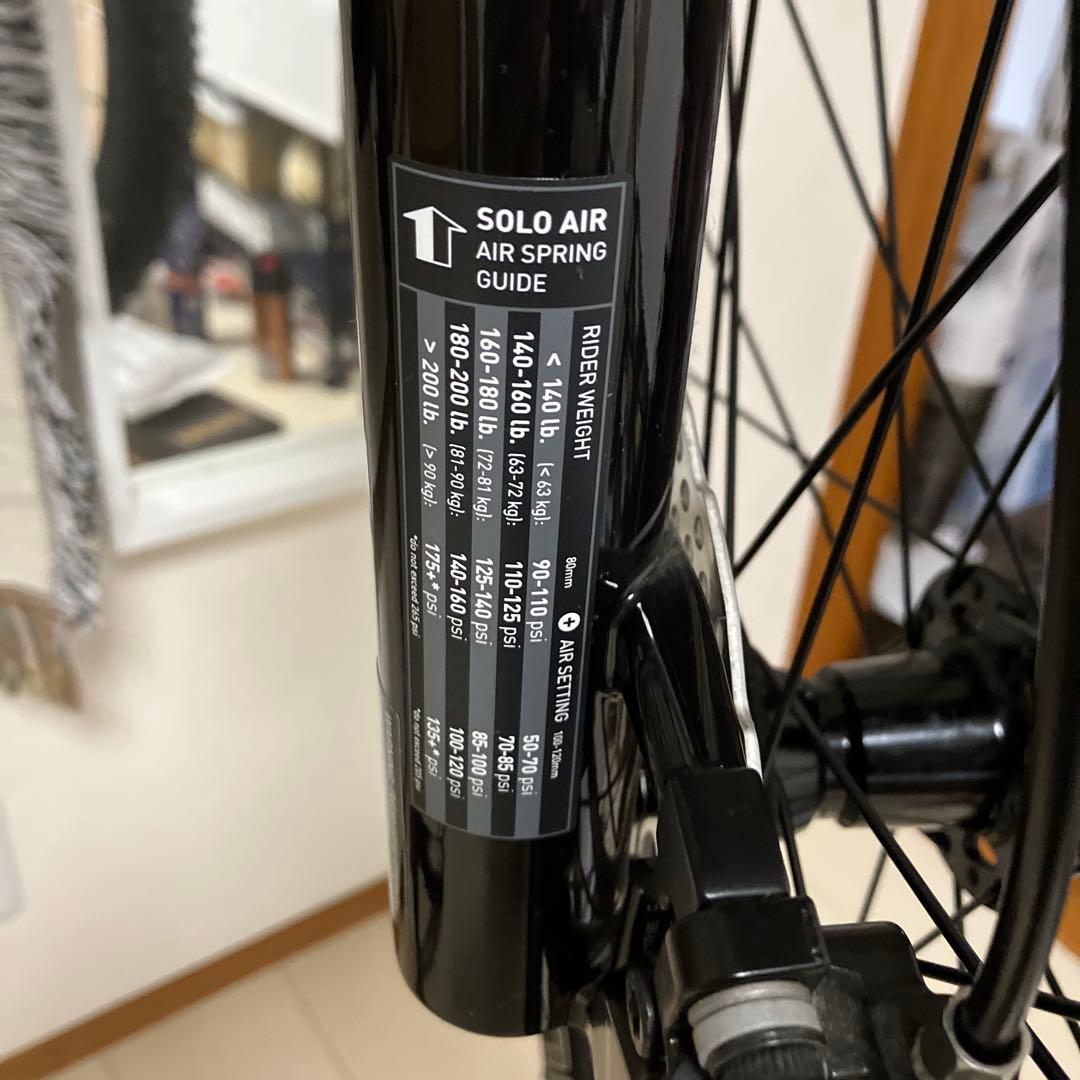 SOLO AIR
AIR SPRING
GUIDE
RIDER WEIGHT
80mm + AIR SETTING 100-120mm
< 140 lb. (< 63 kg): 90-110 psi 50-70 psi
140-160 lb. (63-72 kg): 110-125 psi 70-85 psi
160-180 lb. (72-81 kg): 125-140 psi 85-100 psi
180-200 lb. (81-90 kg): 140-160 psi 100-120 psi
> 200 lb. (> 90 kg): 175+* psi 135+* psi
*do not exceed 265 psi
*do not exceed